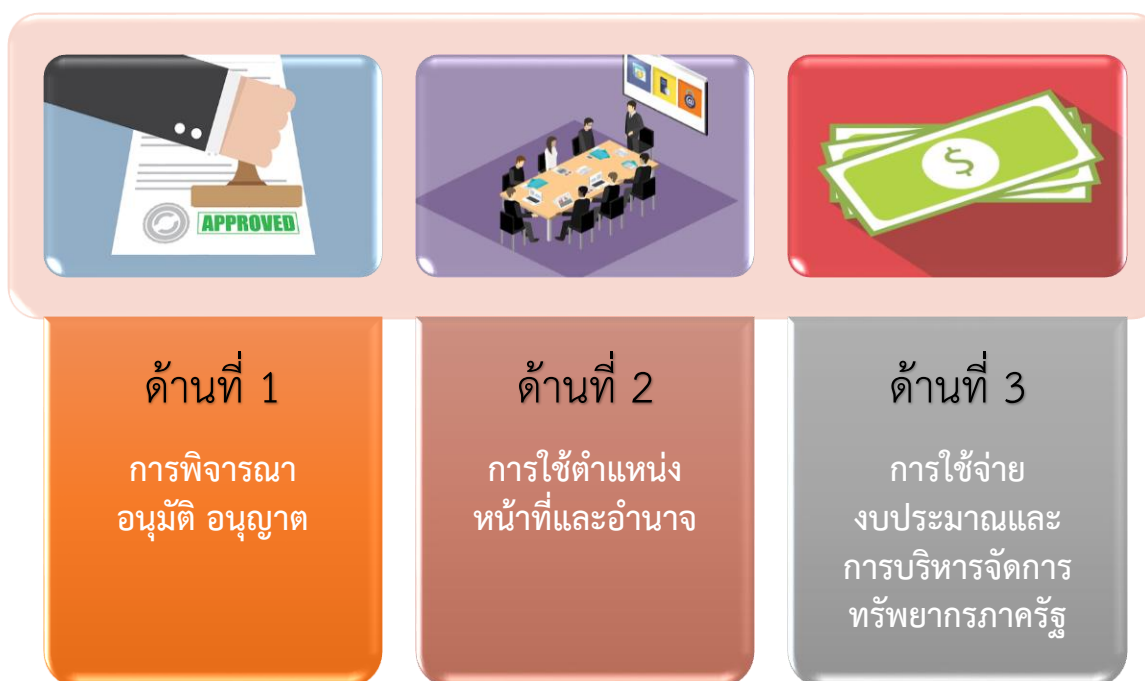 APPROVED
$
ด้านที่ 1
การพิจารณา
อนุมัติ อนุญาต
ด้านที่ 2
การใช้ตำแหน่ง
หน้าที่และอำนาจ
ด้านที่ 3
การใช้จ่าย
งบประมาณและ
การบริหารจัดการ
ทรัพยากรภาครัฐ